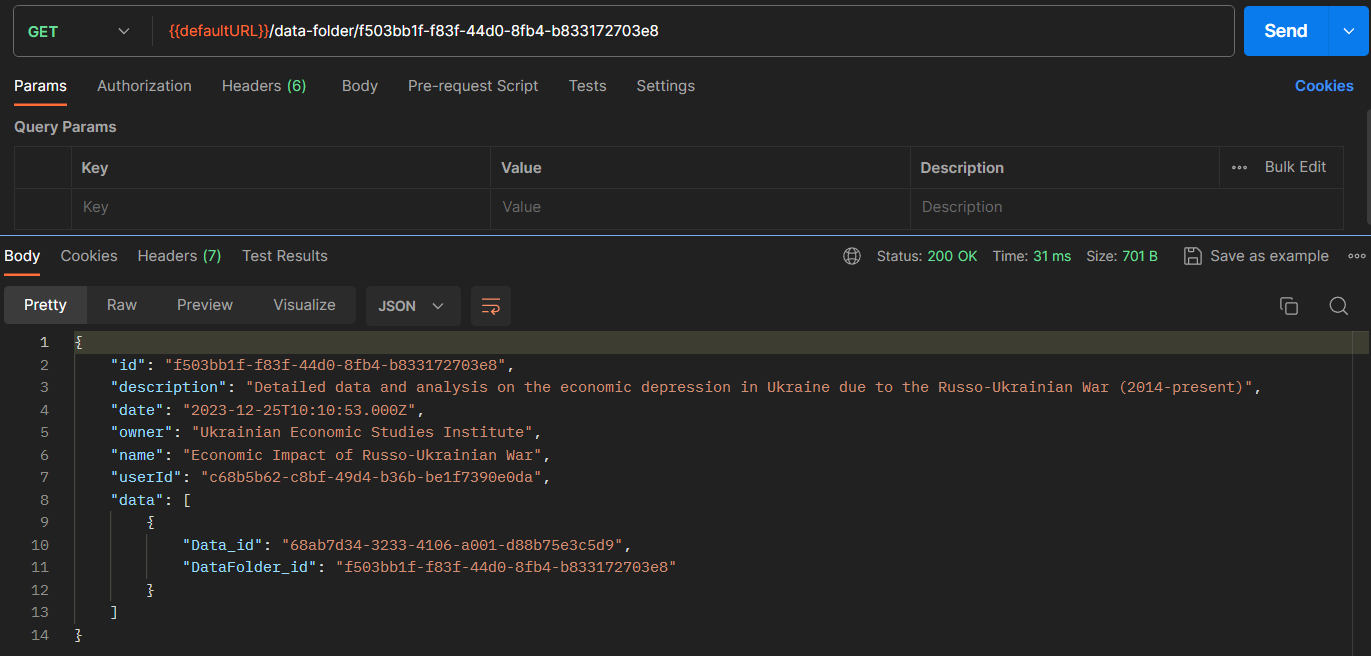 GET {{defaultURL}}/data-folder/f503bb1f-f83f-44d0-8fb4-b833172703e8 Send
Params Authorization Headers (6) Body Pre-request Script Tests Settings Cookies
Query Params
Key Value Description Bulk Edit
Key Value Description
Body Cookies Headers (7) Test Results Status: 200 OK Time: 31 ms Size: 701 B Save as example
Pretty Raw Preview Visualize JSON
1 {
2 "id": "f503bb1f-f83f-44d0-8fb4-b833172703e8",
3 "description": "Detailed data and analysis on the economic depression in Ukraine due to the Russo-Ukrainian War (2014-present)",
4 "date": "2023-12-25T10:10:53.000Z",
5 "owner": "Ukrainian Economic Studies Institute",
6 "name": "Economic Impact of Russo-Ukrainian War",
7 "userId": "c68b5b62-c8bf-49d4-b36b-be1f7390e0da",
8 "data": [
9 {
10 "Data_id": "68ab7d34-3233-4106-a001-d88b75e3c5d9",
11 "DataFolder_id": "f503bb1f-f83f-44d0-8fb4-b833172703e8"
12 }
13 ]
14 }